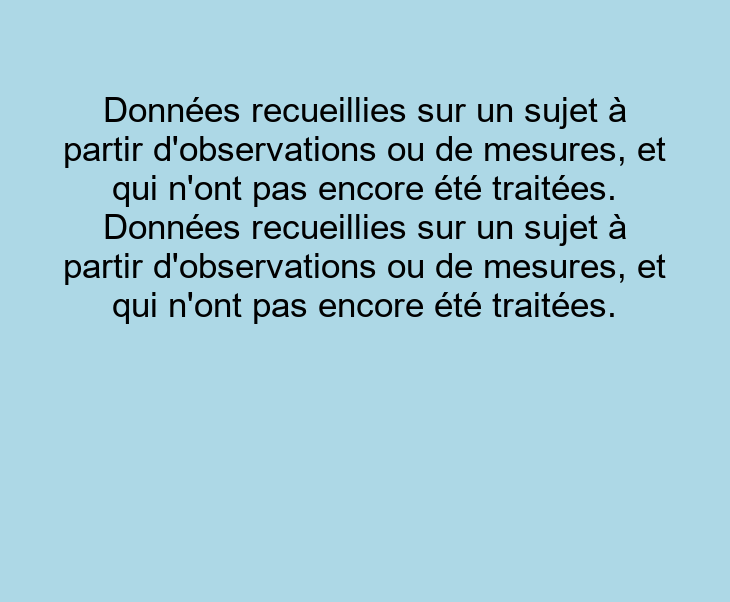 Données recueillies sur un sujet à
partir d'observations ou de mesures, et
qui n'ont pas encore été traitées.
Données recueillies sur un sujet à
partir d'observations ou de mesures, et
qui n'ont pas encore été traitées.